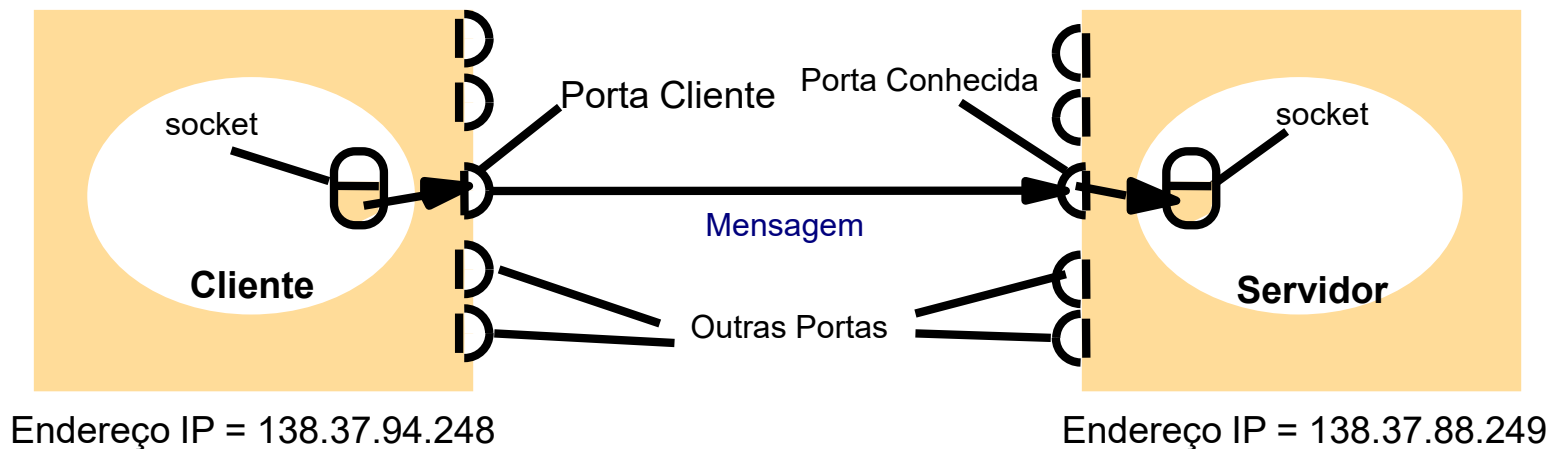 socket
Porta Cliente
Porta Conhecida
socket
Mensagem
Cliente
Servidor
Outras Portas
Endereço IP = 138.37.94.248
Endereço IP = 138.37.88.249